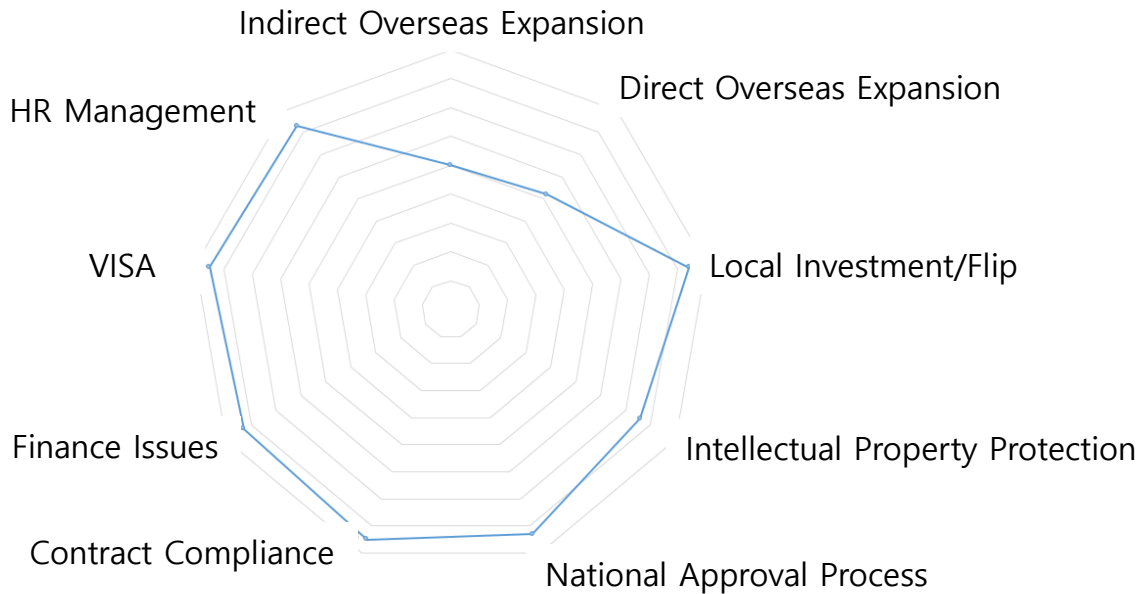 Indirect Overseas Expansion
Direct Overseas Expansion
HR Management
VISA
Local Investment/Flip
Finance Issues
Intellectual Property Protection
Contract Compliance
National Approval Process